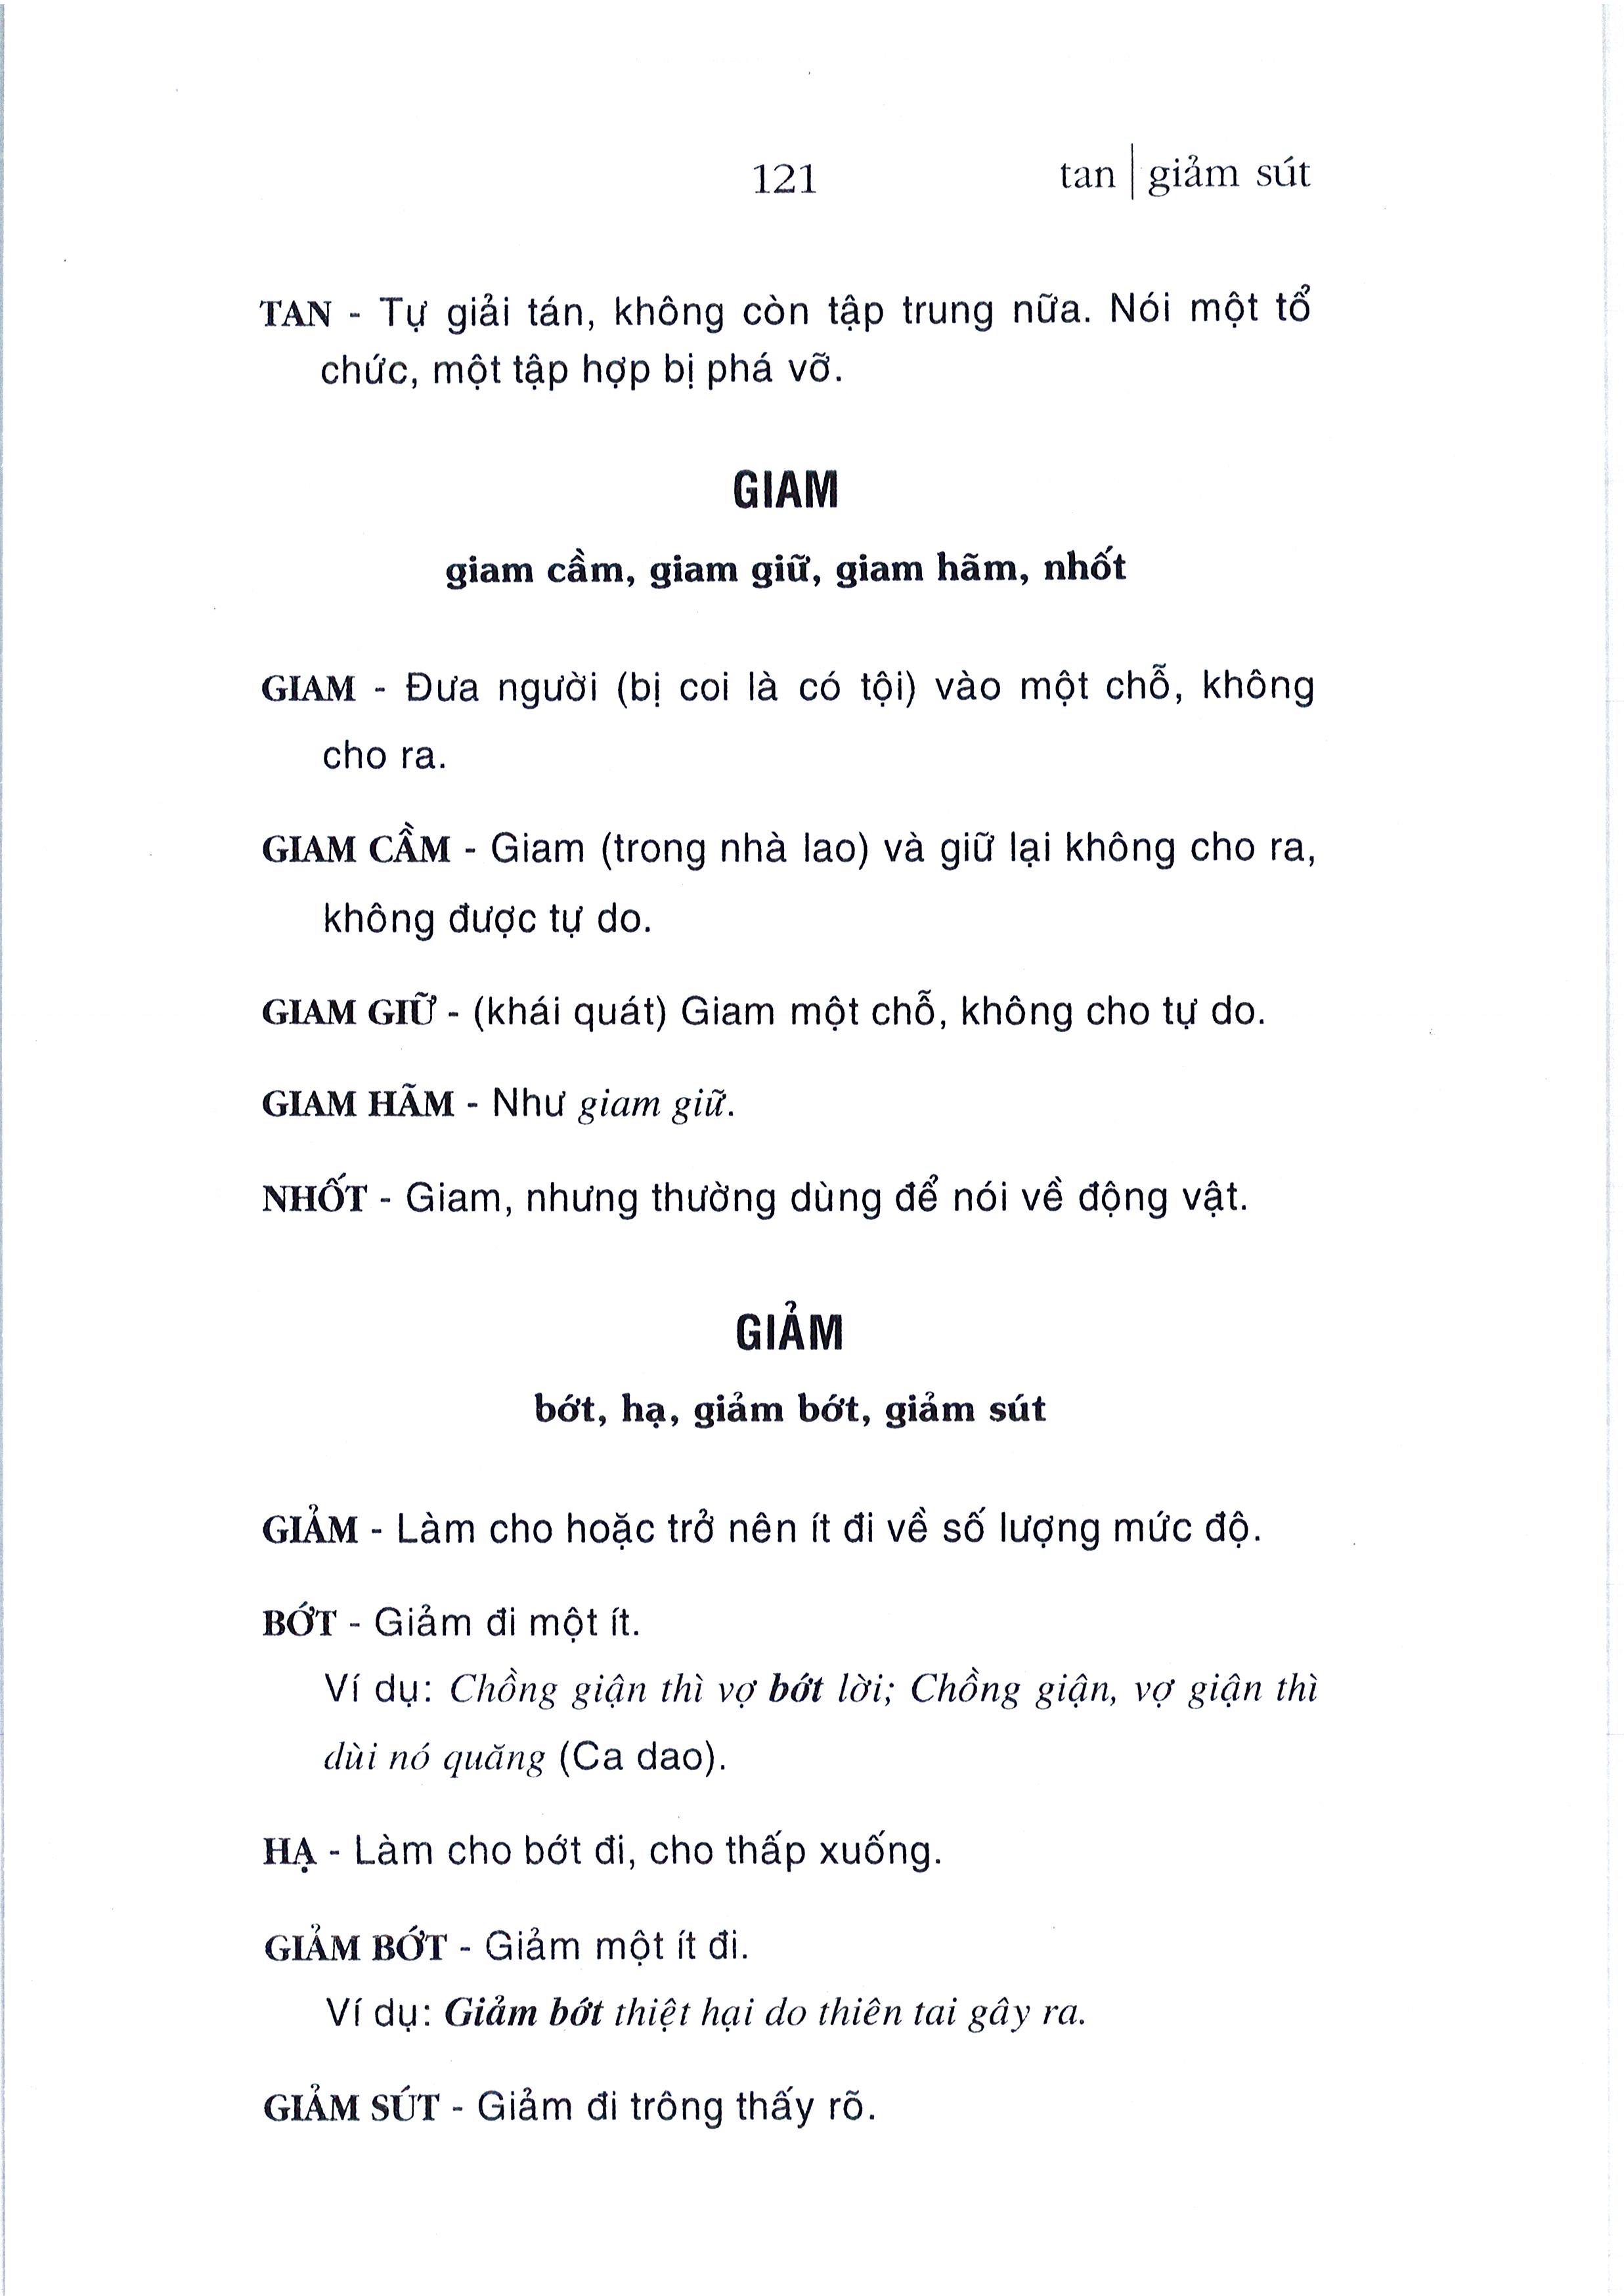 121
tan | giảm sút
TAN - Tự giải tán, không còn tập trung nữa. Nói một tổ
chức, một tập hợp bị phá vỡ.
GIAM
giam cầm, giam giữ, giam hãm, nhốt
GIAM - Đưa người (bị coi là có tội) vào một chỗ, không
cho ra.
GIAM CẦM - Giam (trong nhà lao) và giữ lại không cho ra,
không được tự do.
GIAM GIỮ - (khái quát) Giam một chỗ, không cho tự do.
GIAM HÃM - Như giam giữ.
NHỐT - Giam, nhưng thường dùng để nói về động vật.
GIẢM
bớt, hạ, giảm bớt, giảm sút
GIẢM - Làm cho hoặc trở nên ít đi về số lượng mức độ.
BỚT - Giảm đi một ít.
Ví dụ: Chồng giận thì vợ bớt lời; Chồng giận, vợ giận thì
dùi nó quăng (Ca dao).
HẠ - Làm cho bớt đi, cho thấp xuống.
GIẢM BỚT - Giảm một ít đi.
Ví dụ: Giảm bớt thiệt hại do thiên tai gây ra.
GIẢM SÚT - Giảm đi trông thấy rõ.